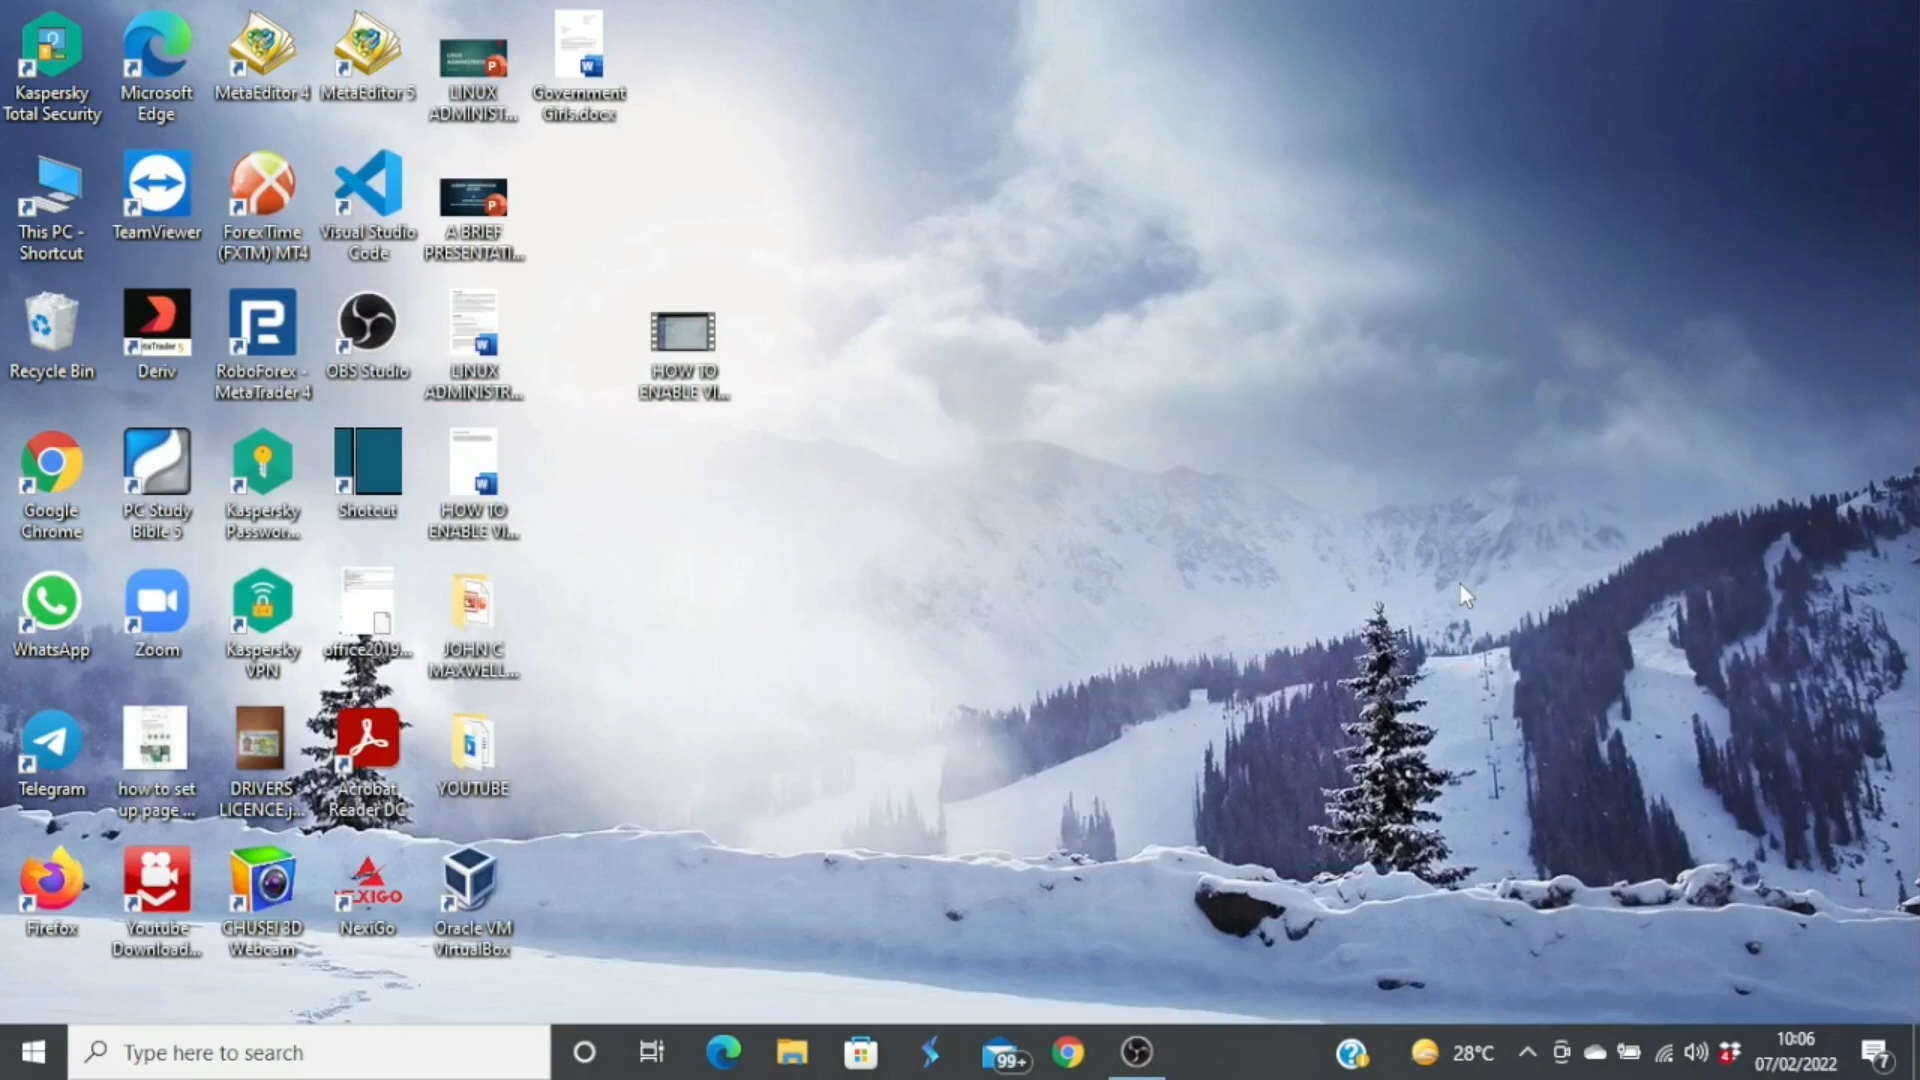 Kaspersky
Total Security
Microsoft
Edge
MetaEditor 4
MetaEditor 5
LINUX
ADMINIST...
Government
Girls.docx
This PC -
Shortcut
TeamViewer
ForexTime
(FXTM) MT4
Visual Studio
Code
A BRIEF
PRESENTATI...
Recycle Bin
Deriv
RoboForex -
MetaTrader 4
OBS Studio
LINUX
ADMINISTR...
HOW TO
ENABLE VI...
Google
Chrome
PC Study
Bible 5
Kaspersky
Passwor...
Shotcut
HOW TO
ENABLE VI...
WhatsApp
Zoom
Kaspersky
VPN
office2019...
JOHN C
MAXWELL...
Telegram
how to set
up page ...
DRIVERS
LICENCE.j...
Acrobat
Reader DC
YOUTUBE
Firefox
Youtube
Download...
CHUSEI 3D
Webcam
NEXIGO
NexiGo
Oracle VM
VirtualBox
Type here to search
99+
28°C
4
10:06
07/02/2022
7